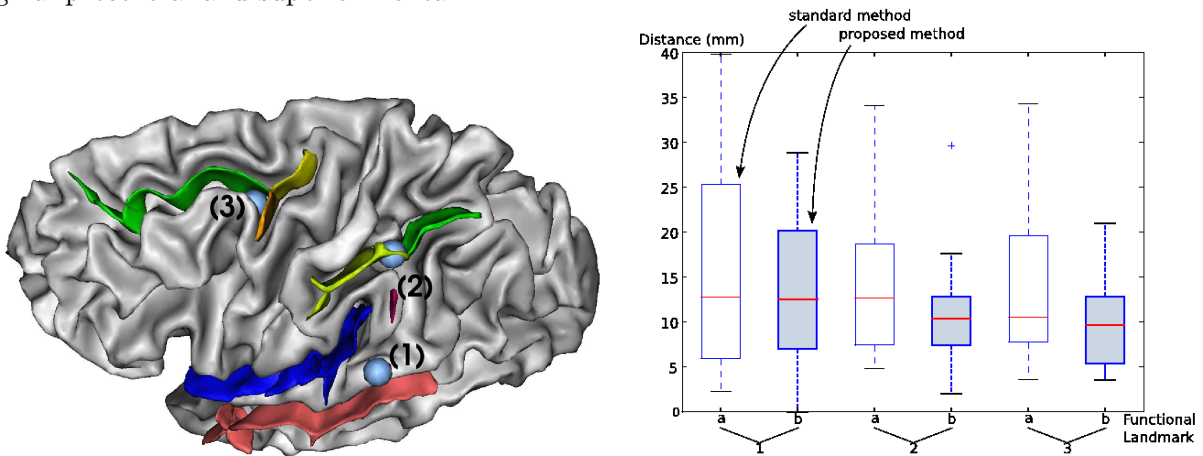 (3)
(2)
(1)
standard method
proposed method
Distance (mm)
40
35
30
25
20
15
10
5
0
a b a b a b
1 2 3
Functional
Landmark